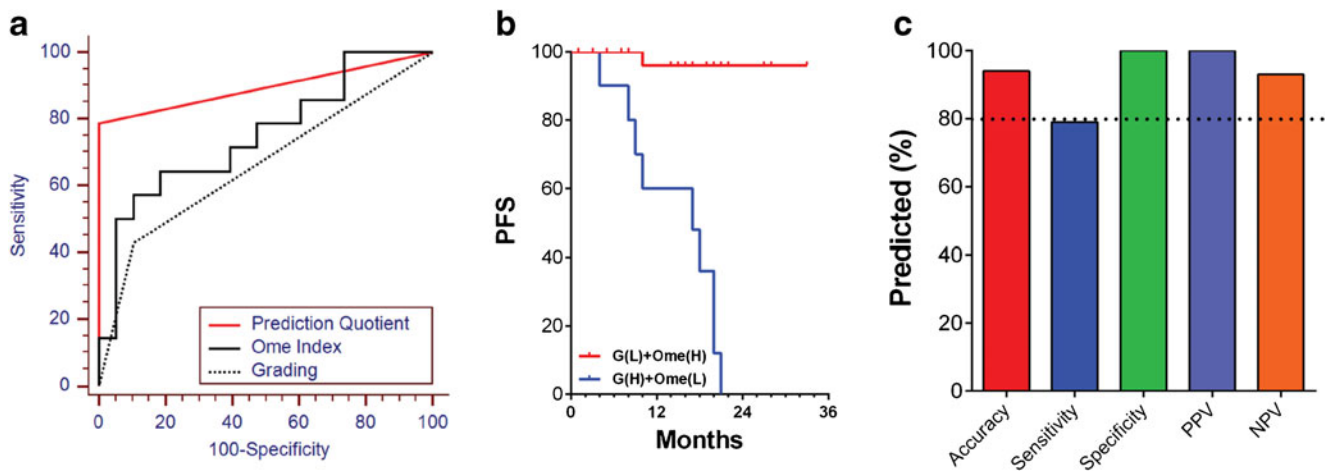 a
100
80
60
40
20
0
Sensitivity
Prediction Quotient
Ome Index
Grading
0 20 40 60 80 100
100-Specificity
b
100
80
60
40
20
0
PFS
G(L)+Ome(H)
G(H)+Ome(L)
0 12 24 36
Months
c
100
80
60
40
20
0
Predicted (%)
Accuracy
Sensitivity
Specificity
PPV
NPV